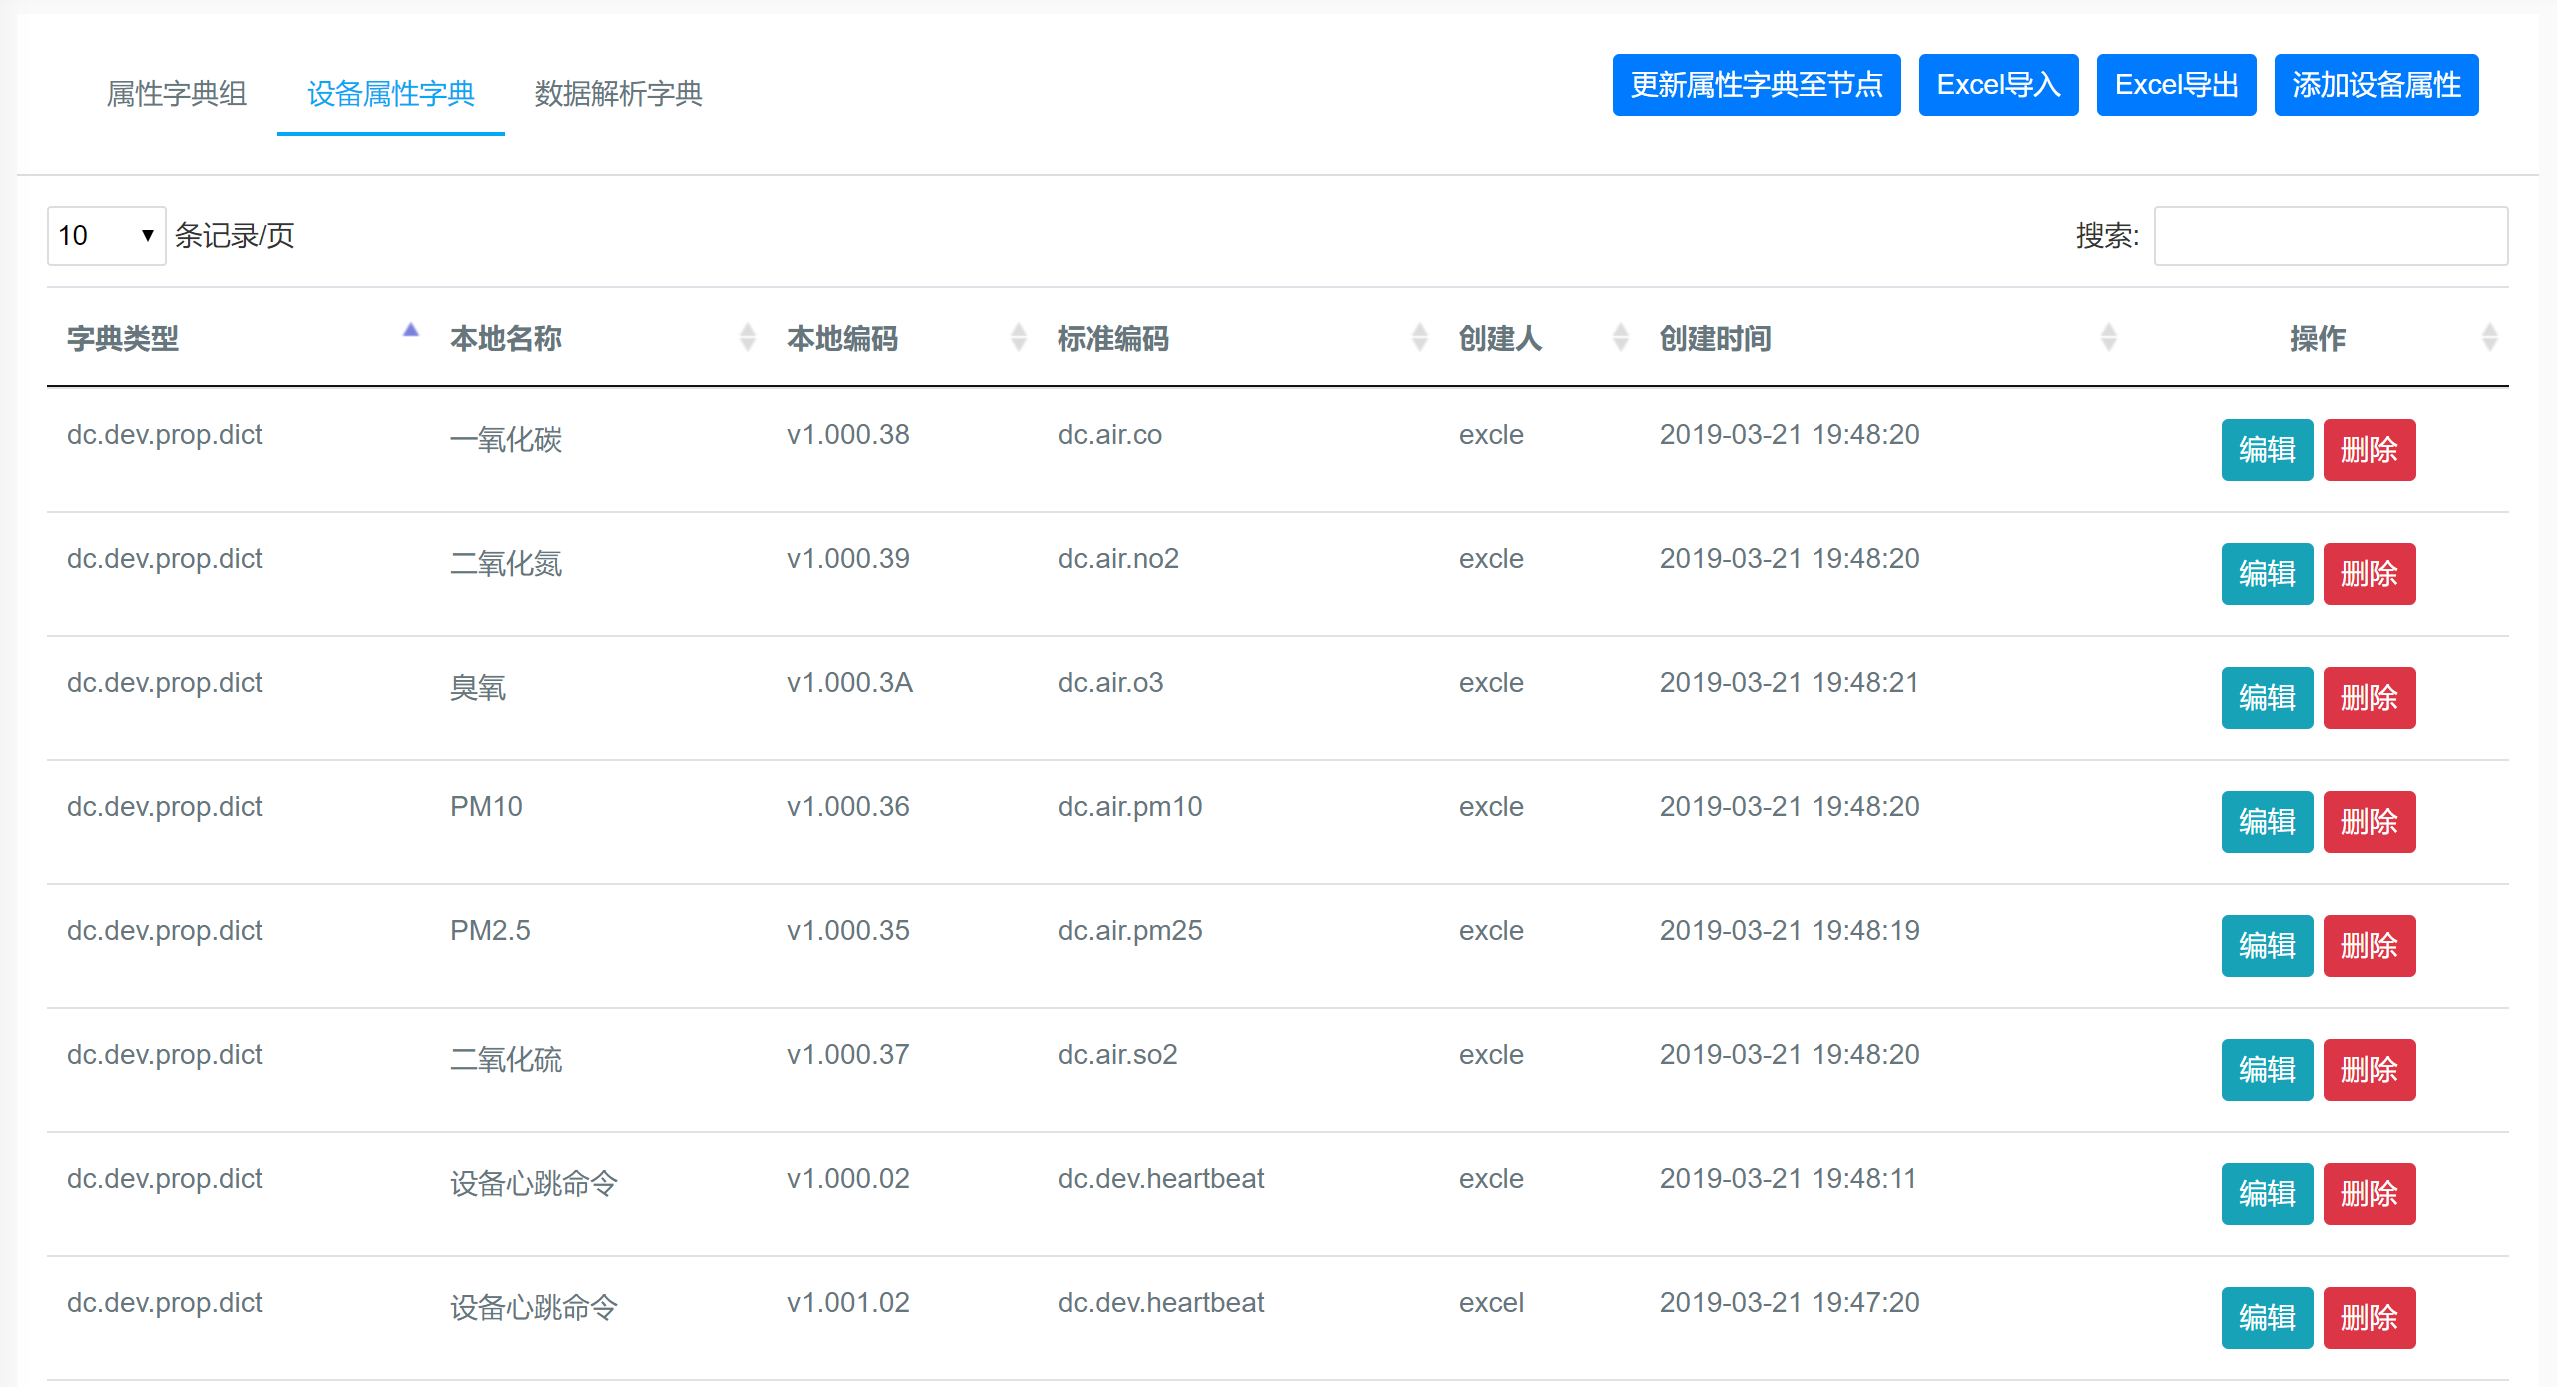 属性字典组 设备属性字典 数据解析字典 更新属性字典至节点 Excel导入 Excel导出 添加设备属性
10 条记录/页 搜索:
字典类型 本地名称 本地编码 标准编码 创建人 创建时间 操作
dc.dev.prop.dict 一氧化碳 v1.000.38 dc.air.co excle 2019-03-21 19:48:20 编辑 删除
dc.dev.prop.dict 二氧化氮 v1.000.39 dc.air.no2 excle 2019-03-21 19:48:20 编辑 删除
dc.dev.prop.dict 臭氧 v1.000.3A dc.air.o3 excle 2019-03-21 19:48:21 编辑 删除
dc.dev.prop.dict PM10 v1.000.36 dc.air.pm10 excle 2019-03-21 19:48:20 编辑 删除
dc.dev.prop.dict PM2.5 v1.000.35 dc.air.pm25 excle 2019-03-21 19:48:19 编辑 删除
dc.dev.prop.dict 二氧化硫 v1.000.37 dc.air.so2 excle 2019-03-21 19:48:20 编辑 删除
dc.dev.prop.dict 设备心跳命令 v1.000.02 dc.dev.heartbeat excle 2019-03-21 19:48:11 编辑 删除
dc.dev.prop.dict 设备心跳命令 v1.001.02 dc.dev.heartbeat excel 2019-03-21 19:47:20 编辑 删除